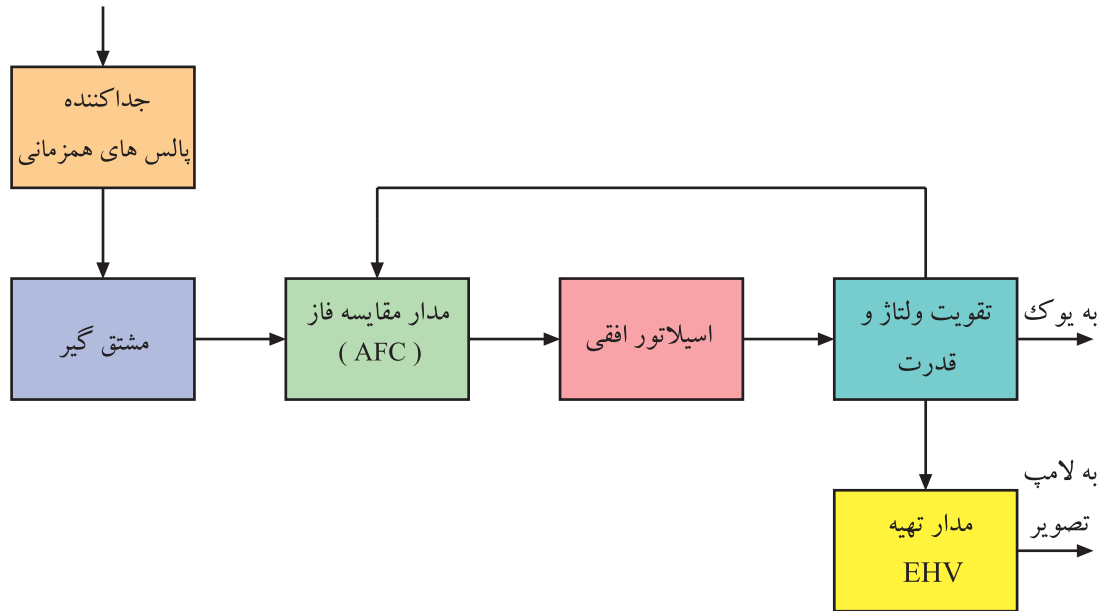 جداکننده
پالس های همزمانی
مشتق گیر
مدار مقایسه فاز
( AFC )
اسیلاتور افقی
تقویت ولتاژ و
قدرت
به یوک
مدار تهیه
EHV
به لامپ
تصویر